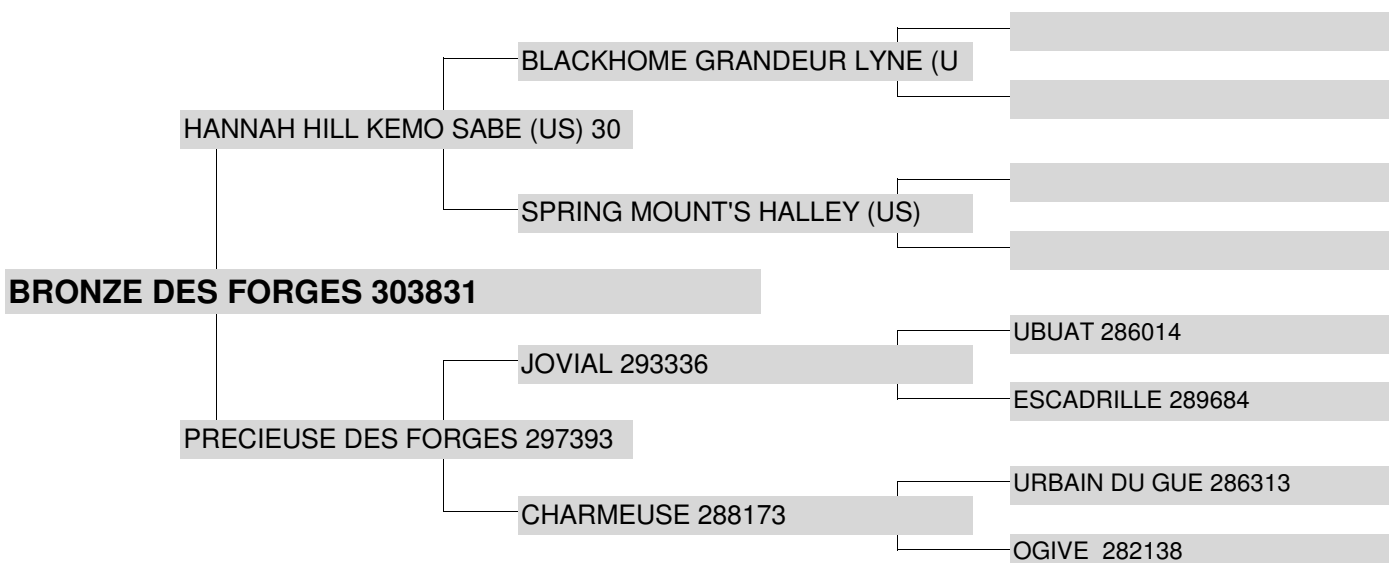 BLACKHOME GRANDEUR LYNE (U
HANNAH HILL KEMO SABE (US) 30
SPRING MOUNT'S HALLEY (US)
BRONZE DES FORGES 303831
UBUAT 286014
JOVIAL 293336
ESCADRILLE 289684
PRECIEUSE DES FORGES 297393
URBAIN DU GUE 286313
CHARMEUSE 288173
OGIVE 282138